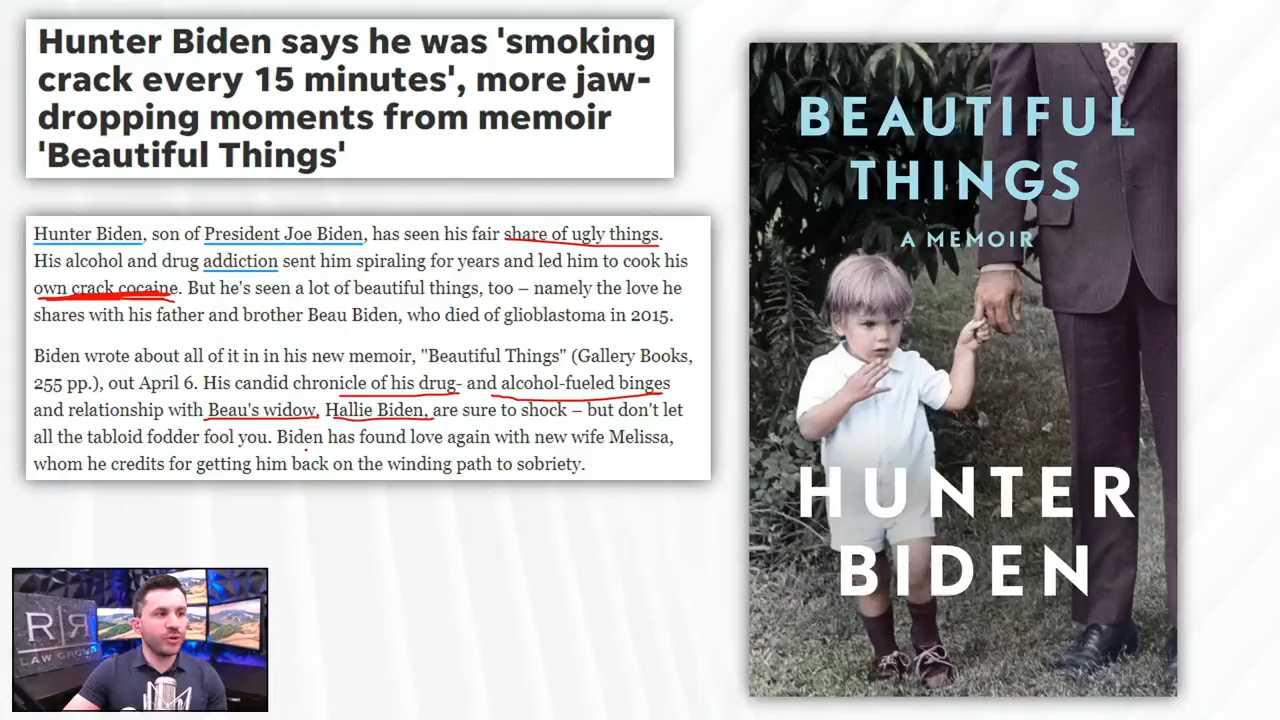 Hunter Biden says he was 'smoking
crack every 15 minutes', more jaw-
dropping moments from memoir
'Beautiful Things'
Hunter Biden, son of President Joe Biden, has seen his fair share of ugly things.
His alcohol and drug addiction sent him spiraling for years and led him to cook his
own crack cocaine. But he's seen a lot of beautiful things, too – namely the love he
shares with his father and brother Beau Biden, who died of glioblastoma in 2015.
Biden wrote about all of it in in his new memoir, "Beautiful Things" (Gallery Books,
255 pp.), out April 6. His candid chronicle of his drug- and alcohol-fueled binges
and relationship with Beau's widow, Hallie Biden, are sure to shock – but don't let
all the tabloid fodder fool you. Biden has found love again with new wife Melissa,
whom he credits for getting him back on the winding path to sobriety.
BEAUTIFUL
THINGS
A MEMOIR
HUNTER
BIDEN
R|R
LAW GROUP